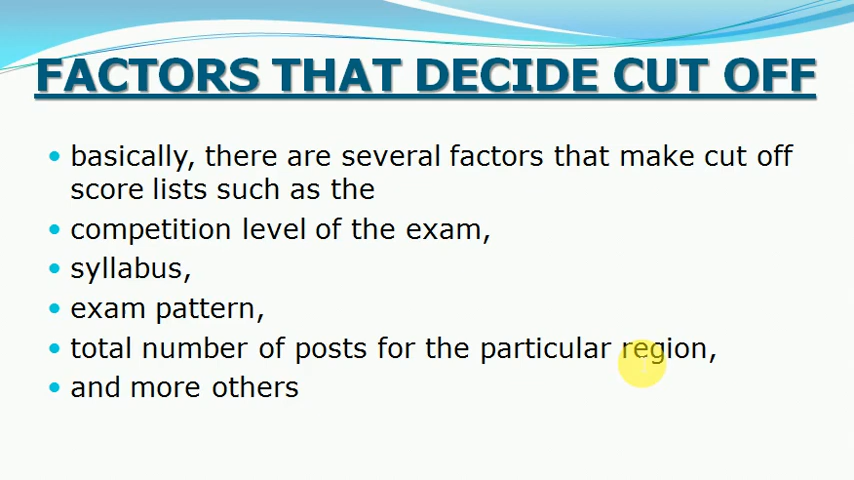 FACTORS THAT DECIDE CUT OFF
basically, there are several factors that make cut off
score lists such as the
competition level of the exam,
syllabus,
exam pattern,
total number of posts for the particular region,
and more others